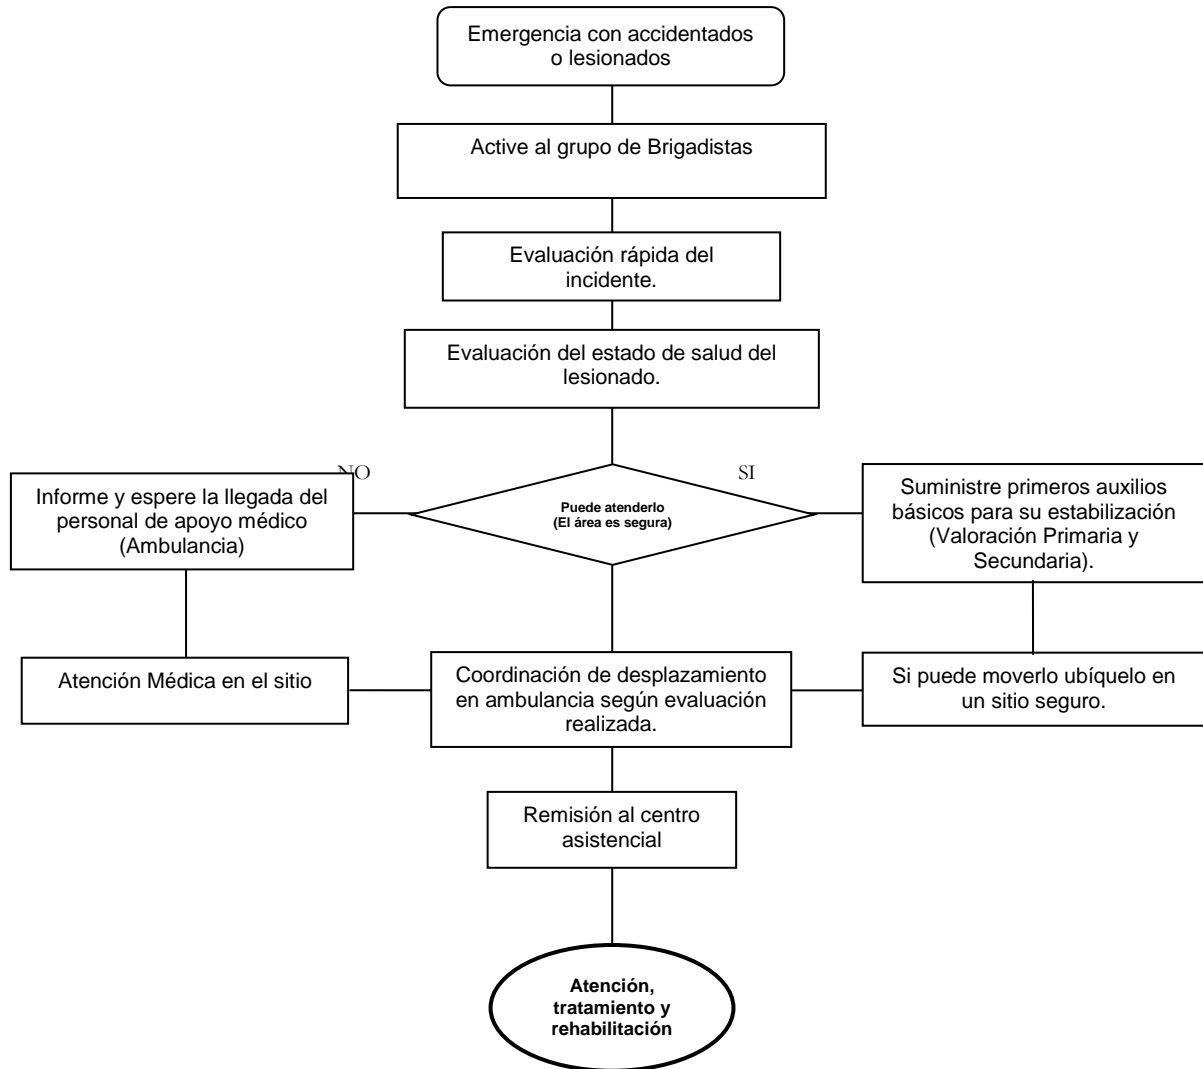 Emergencia con accidentados
o lesionados
Active al grupo de Brigadistas
Evaluación rápida del
incidente.
Evaluación del estado de salud del
lesionado.
NO
SI
Informe y espere la llegada del
personal de apoyo médico
(Ambulancia)
Puede atenderlo
(El área es segura)
Suministre primeros auxilios
básicos para su estabilización
(Valoración Primaria y
Secundaria).
Atención Médica en el sitio
Coordinación de desplazamiento
en ambulancia según evaluación
realizada.
Si puede moverlo ubíquelo en
un sitio seguro.
Remisión al centro
asistencial
Atención,
tratamiento y
rehabilitación